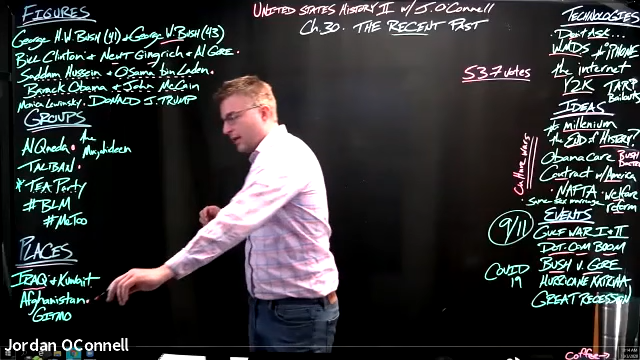 FIGURES
George H.W. BUSH (41) & George W. BUSH (43)
Bill Clinton & Newt Gingrich & Al GORE
Saddam Hussein & Osama bin Laden
Barack Obama & John McCain
Monica Lewinsky. DONALD J. TRUMP
GROUPS
Al Qaeda the Mujahideen
TALIBAN
TEA Party
#BLM
#MeToo
PLACES
IRAQ & Kuwait
Afghanistan
GITMO
UNITED STATES HISTORY II w/ J. O'Connell
Ch. 30. THE RECENT PAST
537 votes
TECHNOLOGIES
Don't Ask...
WMDs iPHONE
the internet
Y2K TARP
Bailouts
IDEAS
millenium
the END of HISTORY?
Obamacare BUSH
Contract w/ America
Culture wars
NAFTA welfare
same sex marriage reform
EVENTS
9/11
GULF WAR I & II
DOT.COM BOOM
BUSH v. GORE
COVID
19
HURRICANE KATRINA
GREAT RECESSION
coffee→
Jordan OConnell